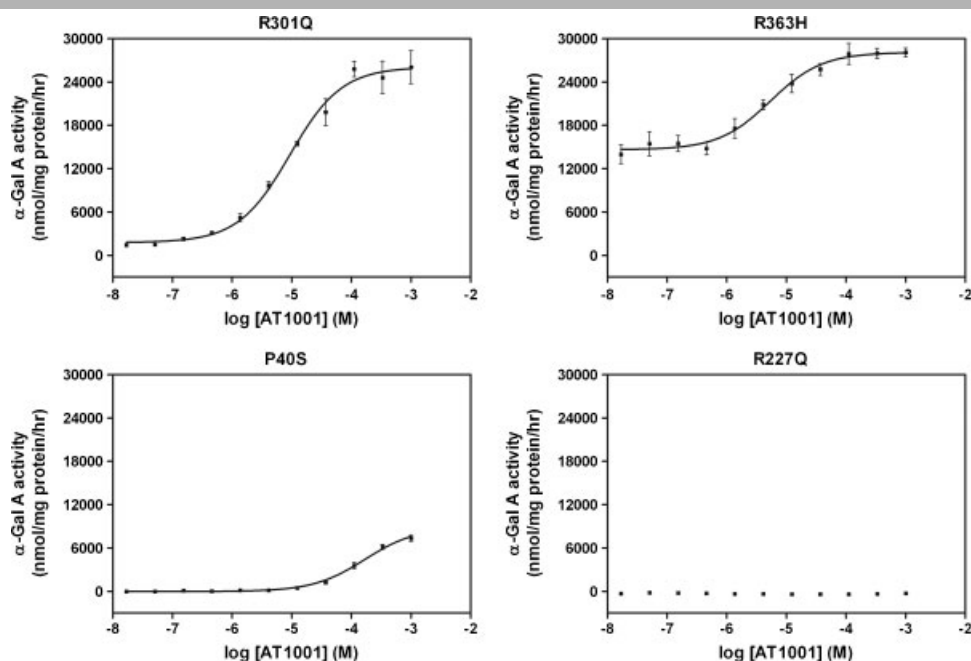 R301Q
α-Gal A activity
(nmol/mg protein/hr)
30000
24000
18000
12000
6000
0
-8 -7 -6 -5 -4 -3 -2
log [AT1001] (M)
R363H
α-Gal A activity
(nmol/mg protein/hr)
30000
24000
18000
12000
6000
0
-8 -7 -6 -5 -4 -3 -2
log [AT1001] (M)
P40S
α-Gal A activity
(nmol/mg protein/hr)
30000
24000
18000
12000
6000
0
-8 -7 -6 -5 -4 -3 -2
log [AT1001] (M)
R227Q
α-Gal A activity
(nmol/mg protein/hr)
30000
24000
18000
12000
6000
0
-8 -7 -6 -5 -4 -3 -2
log [AT1001] (M)